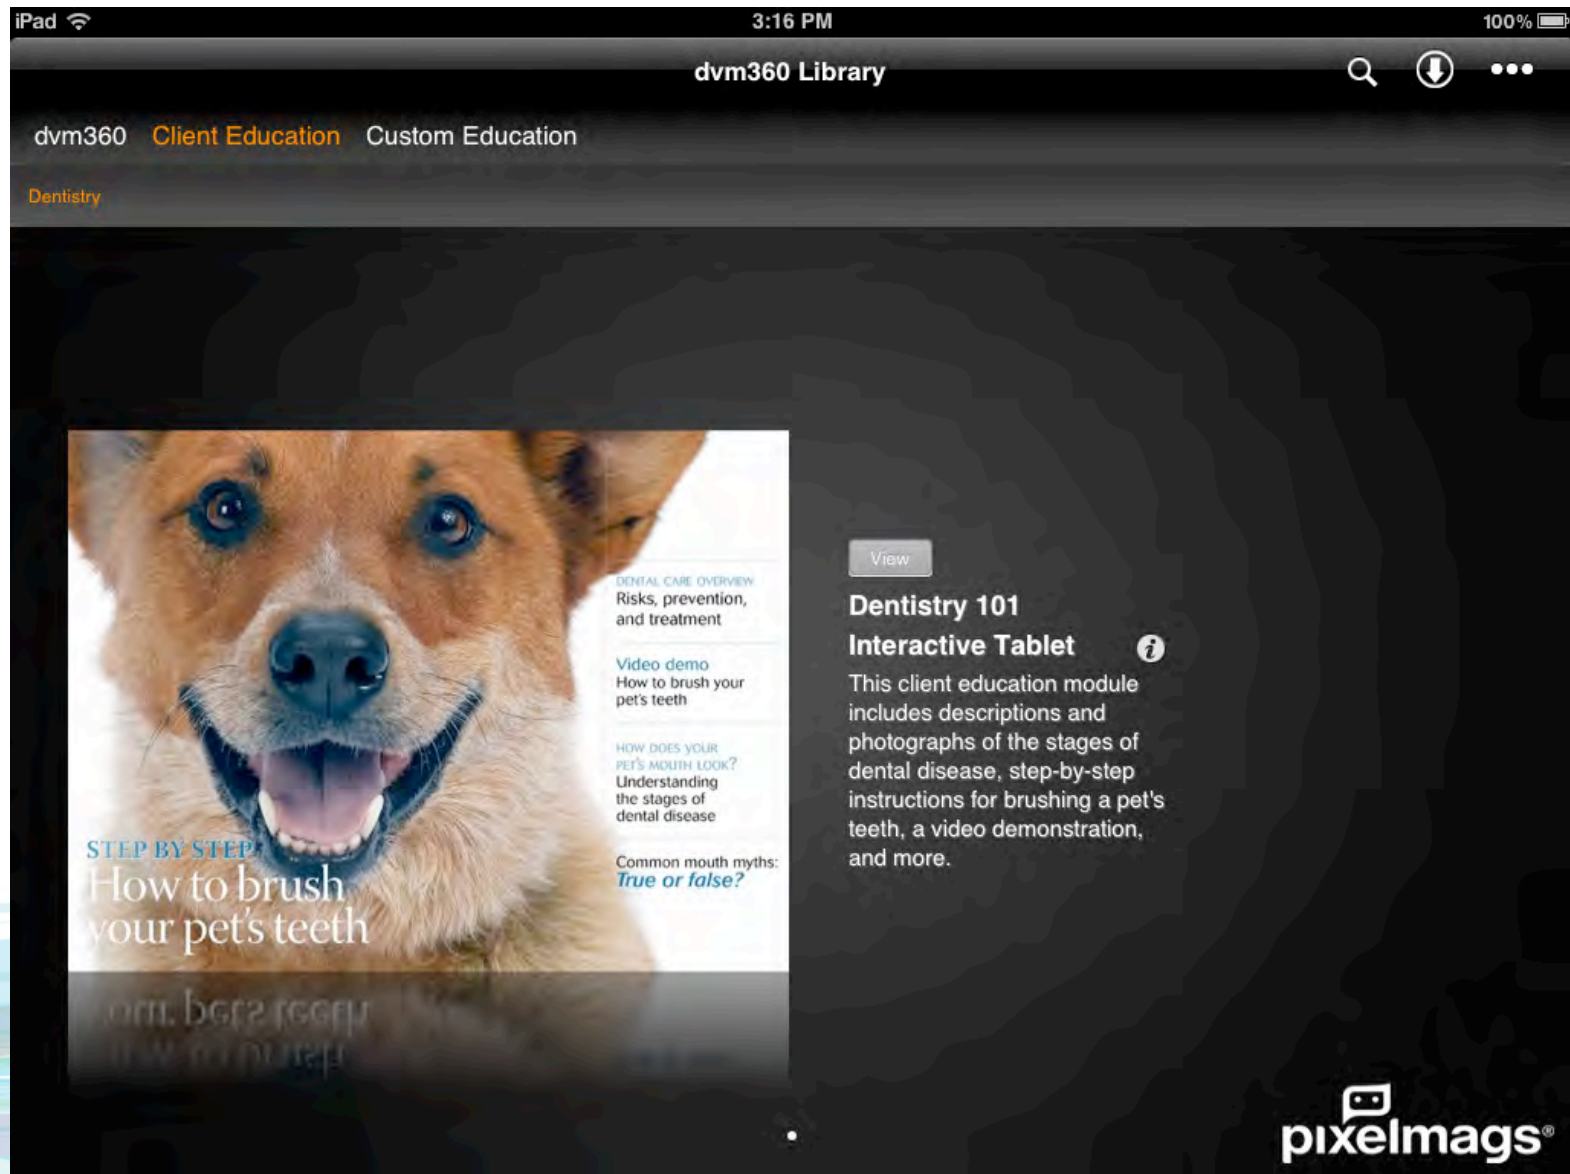 iPad
3:16 PM
100%
dvm360 Library
dvm360 Client Education Custom Education
Dentistry
DENTAL CARE OVERVIEW
Risks, prevention,
and treatment
Video demo
How to brush your
pet's teeth
HOW DOES YOUR
PET'S MOUTH LOOK?
Understanding
the stages of
dental disease
Common mouth myths:
True or false?
STEP BY STEP
How to brush
your pet's teeth
View
Dentistry 101
Interactive Tablet
i
This client education module
includes descriptions and
photographs of the stages of
dental disease, step-by-step
instructions for brushing a pet's
teeth, a video demonstration,
and more.
pixelmags®